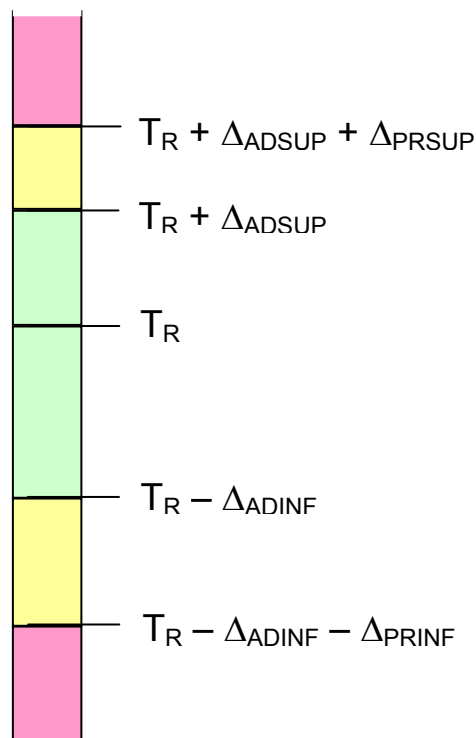 T_R + Δ_ADSUP + Δ_PRSUP
T_R + Δ_ADSUP
T_R
T_R – Δ_ADINF
T_R – Δ_ADINF – Δ_PRINF